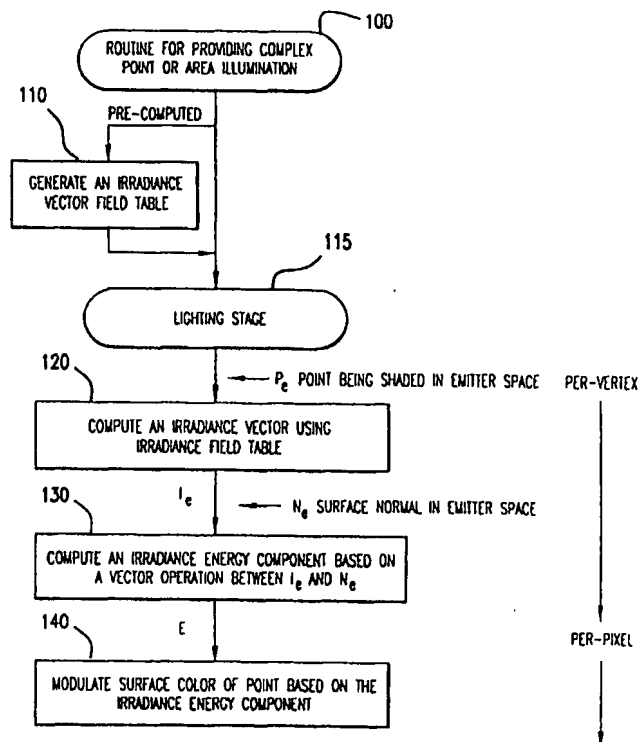 100
ROUTINE FOR PROVIDING COMPLEX
POINT OR AREA ILLUMINATION
110
PRE-COMPUTED
GENERATE AN IRRADIANCE
VECTOR FIELD TABLE
115
LIGHTING STAGE
120
Pe POINT BEING SHADED IN EMITTER SPACE
PER-VERTEX
COMPUTE AN IRRADIANCE VECTOR USING
IRRADIANCE FIELD TABLE
130
Ie
Ne SURFACE NORMAL IN EMITTER SPACE
COMPUTE AN IRRADIANCE ENERGY COMPONENT BASED ON
A VECTOR OPERATION BETWEEN Ie AND Ne
140
E
PER-PIXEL
MODULATE SURFACE COLOR OF POINT BASED ON THE
IRRADIANCE ENERGY COMPONENT